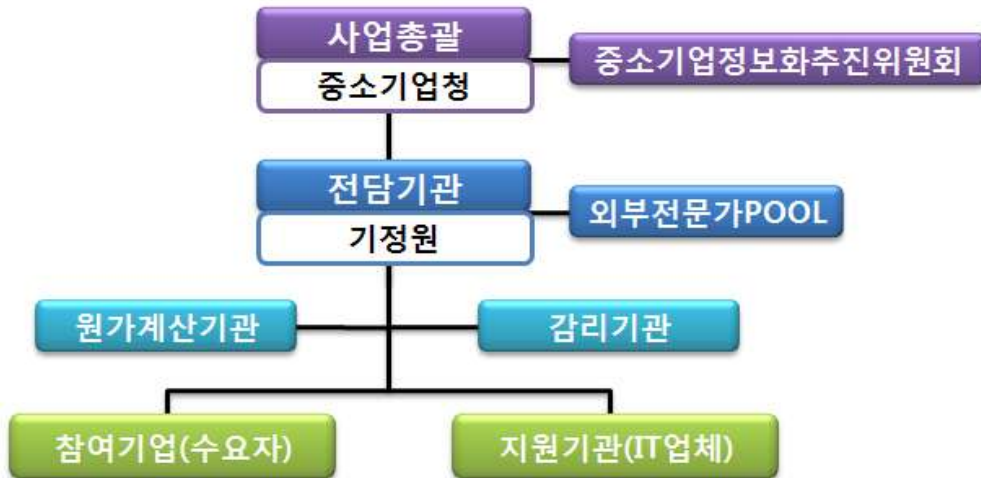 사업총괄
중소기업청
중소기업정보화추진위원회
전담기관
기정원
외부전문가POOL
원가계산기관
감리기관
참여기업(수요자)
지원기관(IT업체)